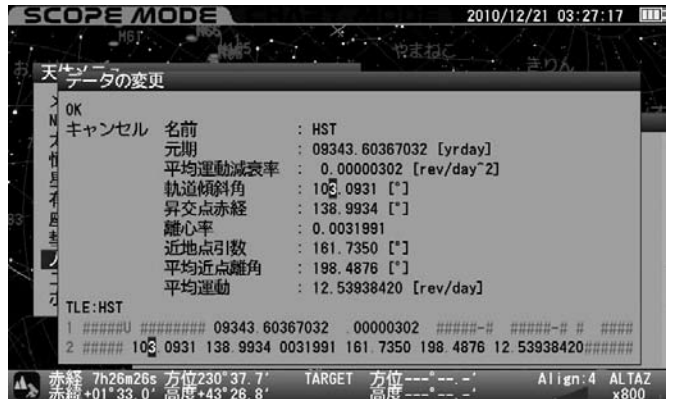 SCOPE MODE
2010/12/21 03:27:17
M61
やまねこ
きりん
データの変更
OK
キャンセル
名前 : HST
元期 : 09343.60367032 [yrday]
平均運動減衰率 : 0.00000302 [rev/day^2]
軌道傾斜角 : 103.0931 [°]
昇交点赤経 : 138.9934 [°]
離心率 : 0.0031991
近地点引数 : 161.7350 [°]
平均近点離角 : 198.4876 [°]
平均運動 : 12.53938420 [rev/day]
TLE:HST
1 #####U ######## 09343.60367032 .00000302 #####-# #####-# # ####
2 ##### 103.0931 138.9934 0031991 161.7350 198.4876 12.53938420######
赤経 7h26m26s 方位230°37.7′ TARGET 方位---°--.-′ Align:4 ALTAZ
赤緯+01°33.0′ 高度+43°26.8′ 高度---°--.-′ x800